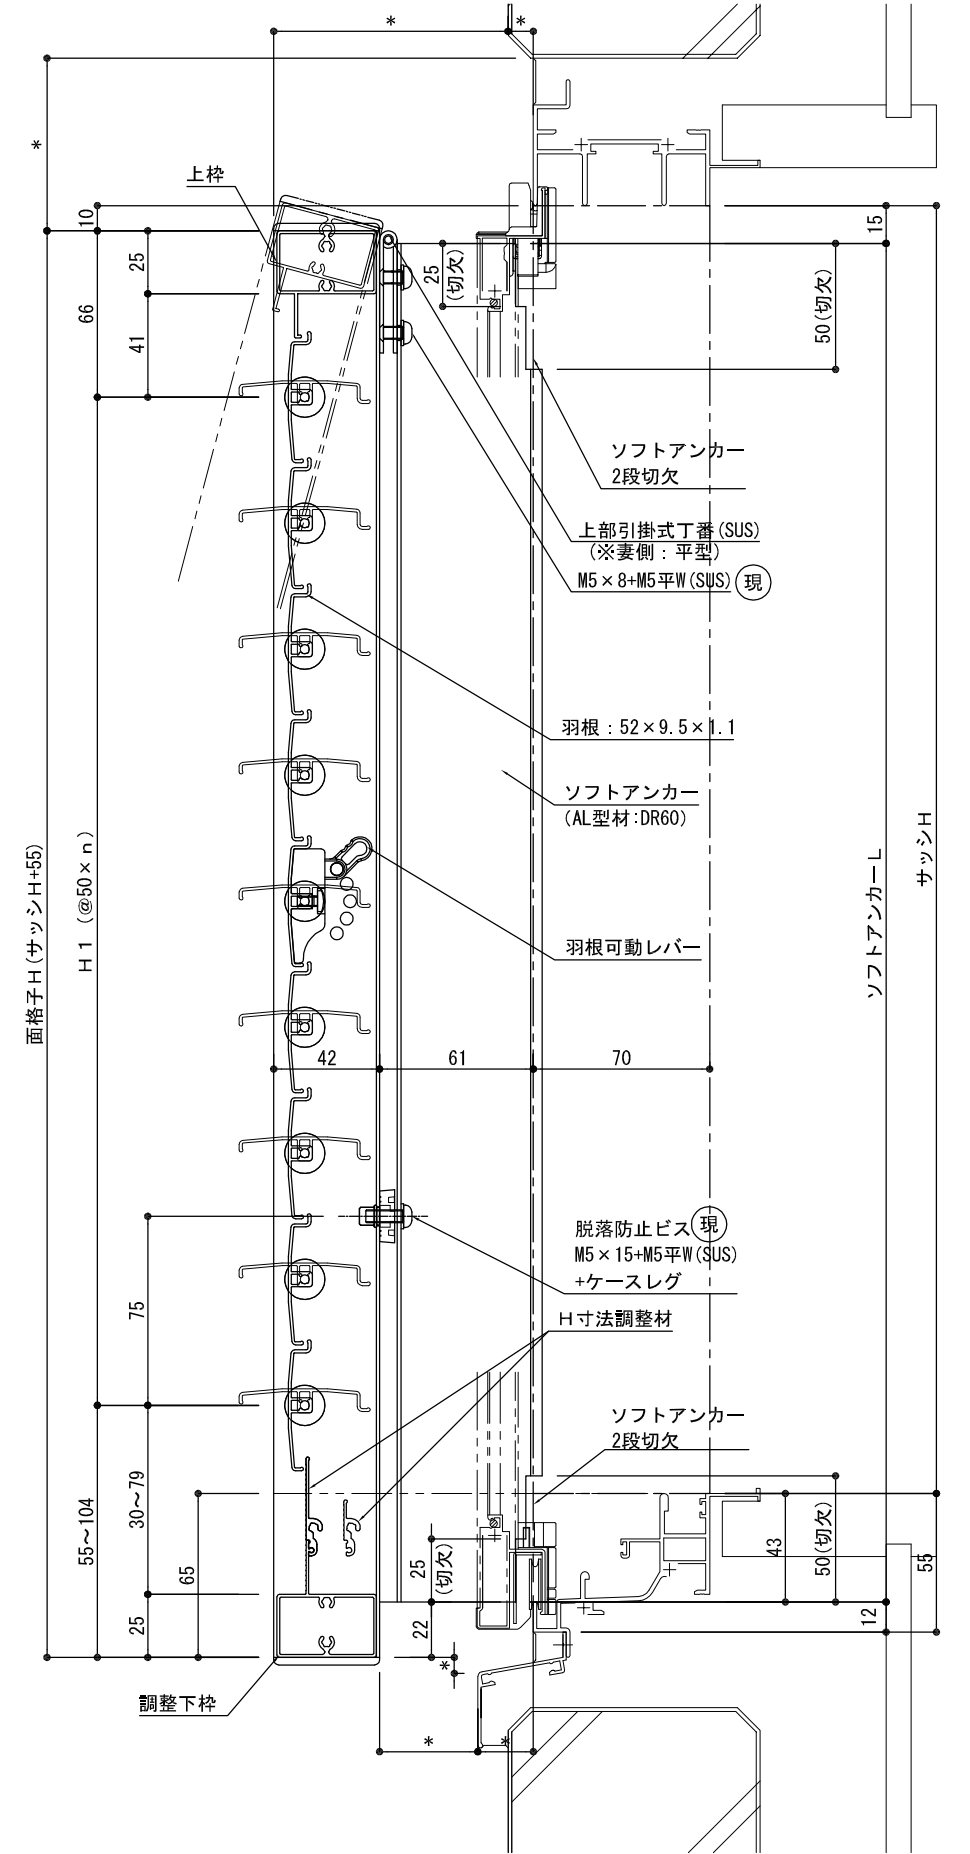 *
*
*
上枠
10
15
25
66
41
25
(切欠)
50(切欠)
ソフトアンカー
2段切欠
上部引掛式丁番(SUS)
(※妻側：平型)
M5×8+M5平W(SUS) 現
羽根：52×9.5×1.1
ソフトアンカー
(AL型材:DR60)
面格子H(サッシH+55)
H1 (@50×n)
ソフトアンカーL
サッシH
羽根可動レバー
42
61
70
脱落防止ビス 現
M5×15+M5平W(SUS)
+ケースレグ
75
H寸法調整材
ソフトアンカー
2段切欠
55~104
30~79
65
25
25
(切欠)
22
43
50(切欠)
55
12
*
調整下枠
*
*